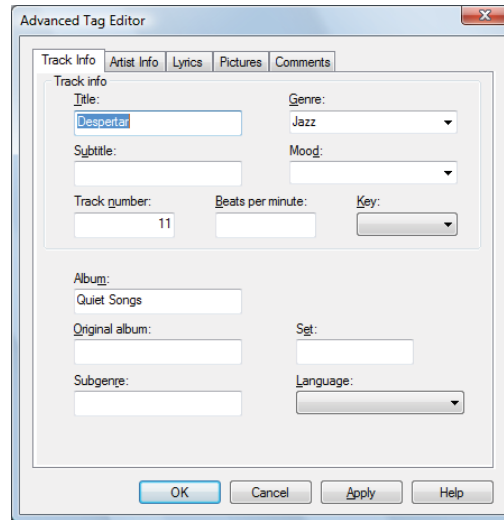 Advanced Tag Editor
Track Info Artist Info Lyrics Pictures Comments
Track info
Title: Genre:
Despertar Jazz
Subtitle: Mood:
Track number: Beats per minute: Key:
11
Album:
Quiet Songs
Original album: Set:
Subgenre: Language:
OK Cancel Apply Help